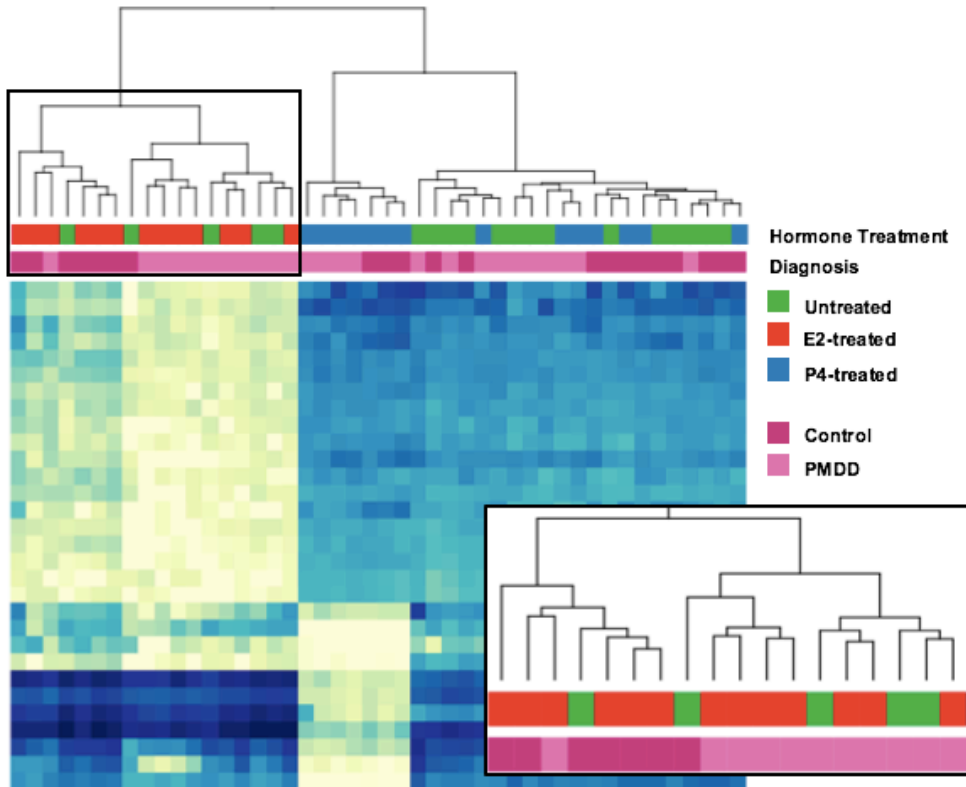 Hormone Treatment
Diagnosis
Untreated
E2-treated
P4-treated
Control
PMDD